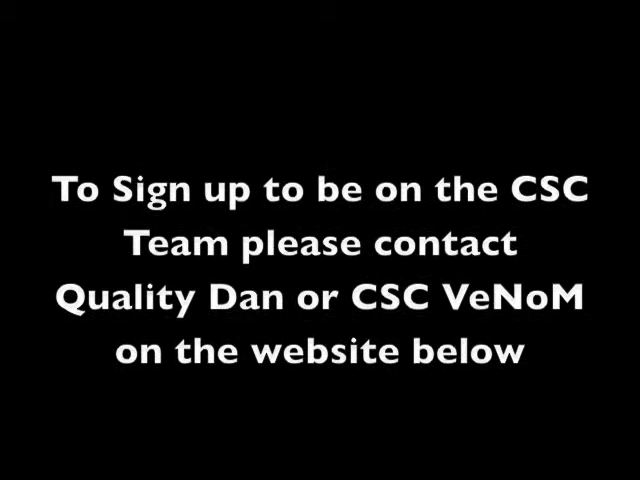 To Sign up to be on the CSC
Team please contact
Quality Dan or CSC VeNoM
on the website below